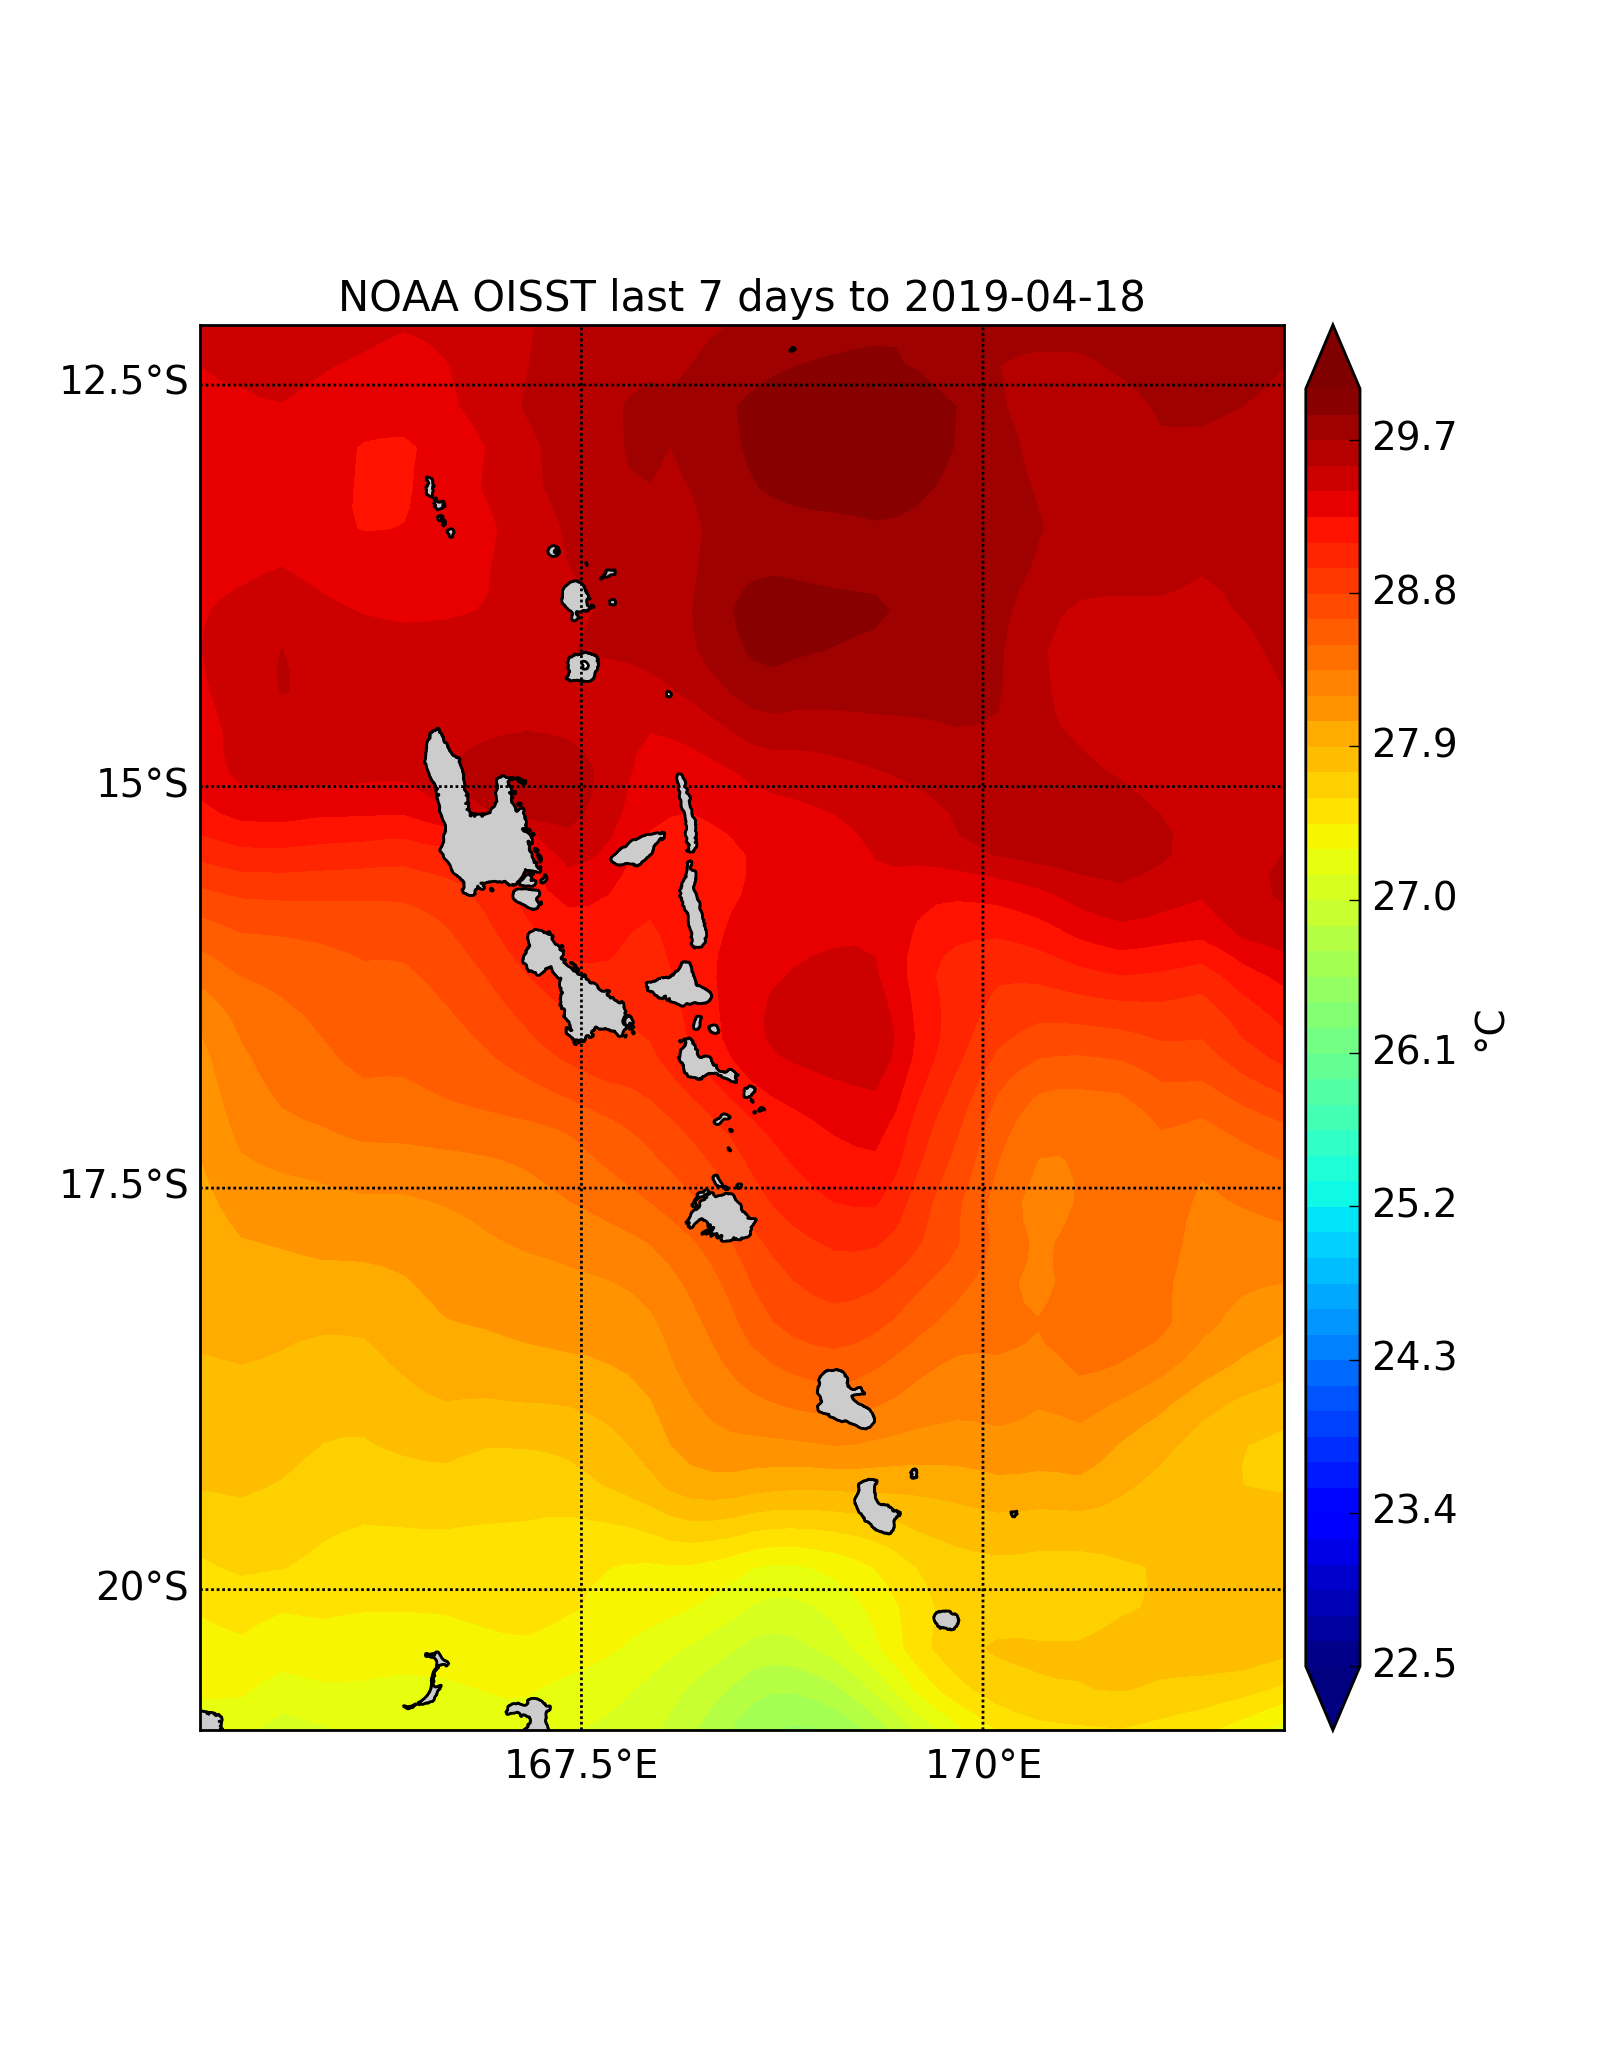 NOAA OISST last 7 days to 2019-04-18
12.5°S
15°S
17.5°S
20°S
167.5°E
170°E
29.7
28.8
27.9
27.0
26.1
25.2
24.3
23.4
22.5
°C